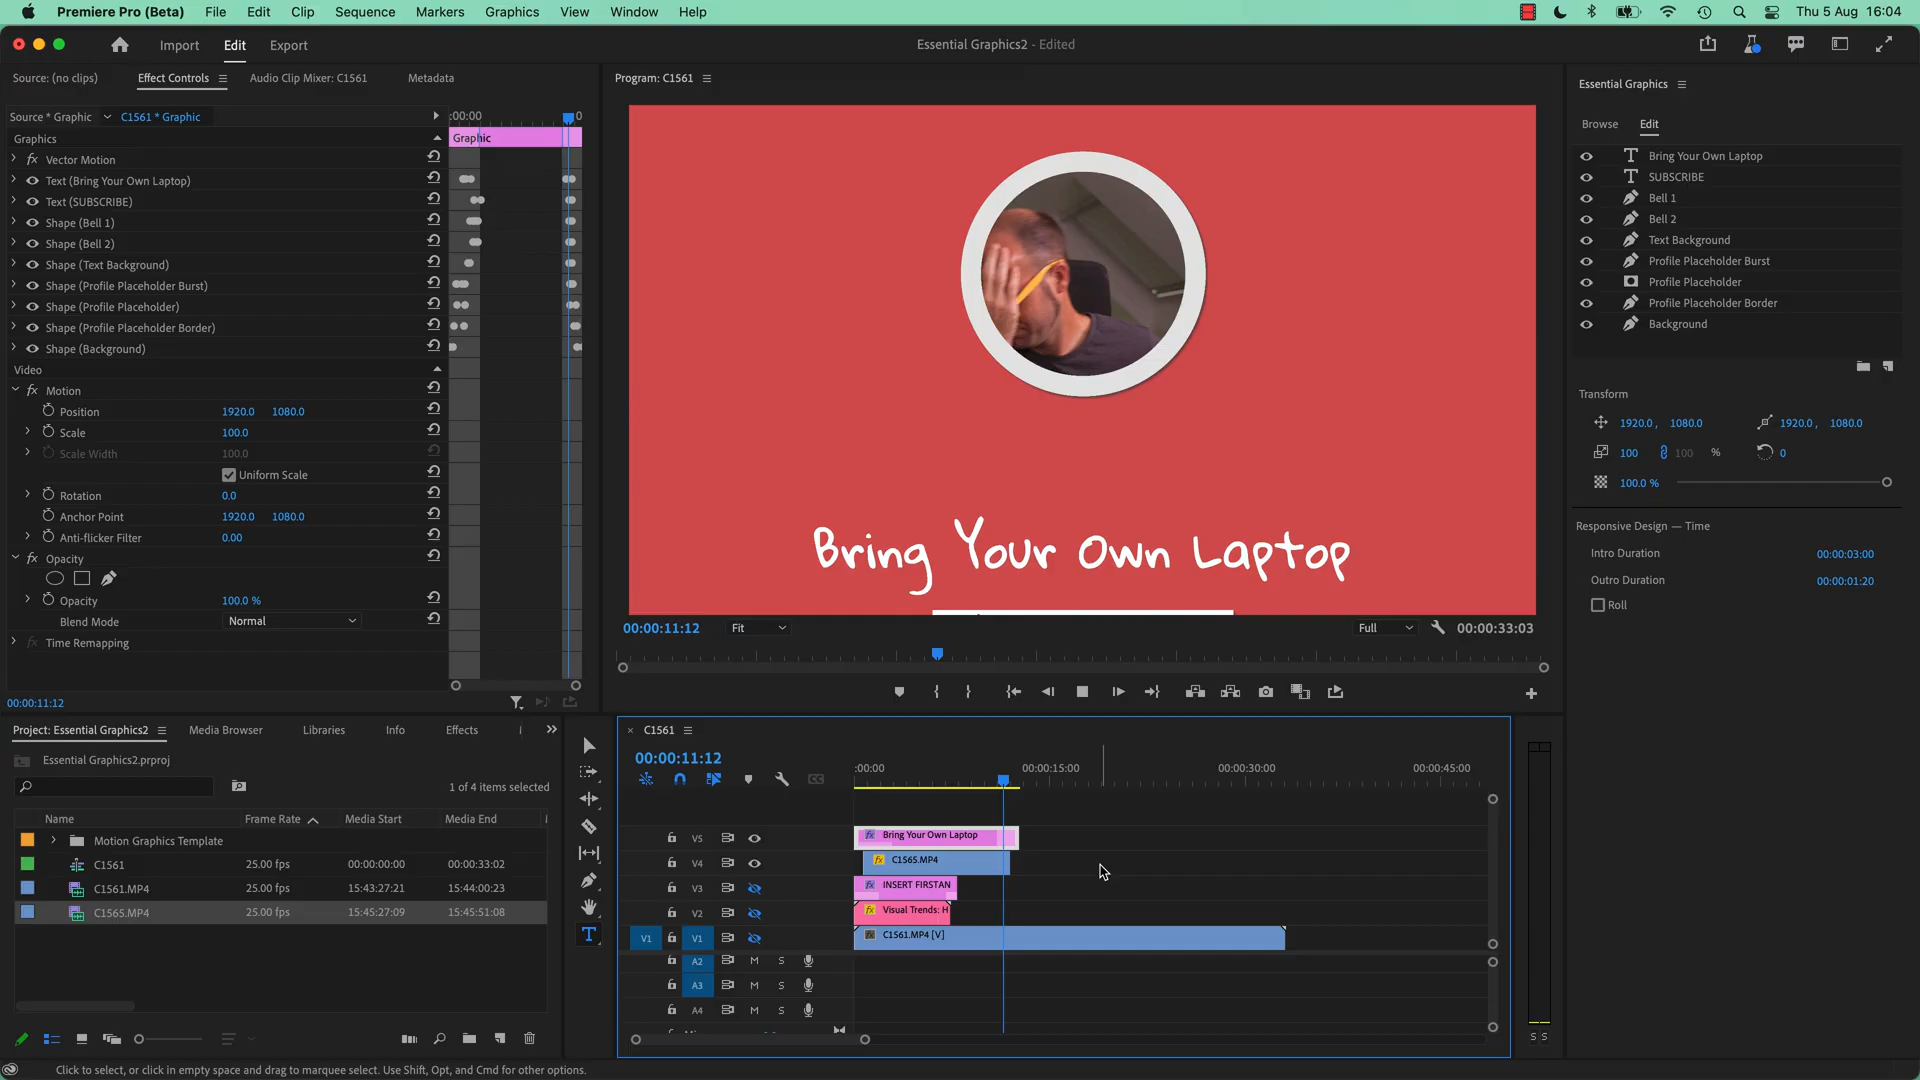 Premiere Pro (Beta) File Edit Clip Sequence Markers Graphics View Window Help Thu 5 Aug 16:04
Import Edit Export Essential Graphics2 - Edited
Source: (no clips) Effect Controls Audio Clip Mixer: C1561 Metadata
Source * Graphic C1561 * Graphic :00:00 0
Graphics Graphic
Vector Motion
Text (Bring Your Own Laptop)
Text (SUBSCRIBE)
Shape (Bell 1)
Shape (Bell 2)
Shape (Text Background)
Shape (Profile Placeholder Burst)
Shape (Profile Placeholder)
Shape (Profile Placeholder Border)
Shape (Background)
Video
Motion
Position 1920.0 1080.0
Scale 100.0
Scale Width 100.0
Uniform Scale
Rotation 0.0
Anchor Point 1920.0 1080.0
Anti-flicker Filter 0.00
Opacity
Opacity 100.0 %
Blend Mode Normal
Time Remapping
00:00:11:12
Program: C1561
Bring Your Own Laptop
00:00:11:12 Fit Full 00:00:33:03
Essential Graphics
Browse Edit
Bring Your Own Laptop
SUBSCRIBE
Bell 1
Bell 2
Text Background
Profile Placeholder Burst
Profile Placeholder
Profile Placeholder Border
Background
Transform
1920.0 , 1080.0 1920.0 , 1080.0
100 100 % 0
100.0 %
Responsive Design — Time
Intro Duration 00:00:03:00
Outro Duration 00:00:01:20
Roll
Project: Essential Graphics2 Media Browser Libraries Info Effects
Essential Graphics2.prproj
1 of 4 items selected
Name Frame Rate Media Start Media End
Motion Graphics Template
C1561 25.00 fps 00:00:00:00 00:00:33:02
C1561.MP4 25.00 fps 15:43:27:21 15:44:00:23
C1565.MP4 25.00 fps 15:45:27:09 15:45:51:08
× C1561
00:00:11:12
:00:00 00:00:15:00 00:00:30:00 00:00:45:00
V5 fx Bring Your Own Laptop
V4 fx C1565.MP4
V3 fx INSERT FIRSTAN
V2 fx Visual Trends: H
V1 V1 fx C1561.MP4 [V]
A2 M S
A3 M S
A4 M S
S S
Click to select, or click in empty space and drag to marquee select. Use Shift, Opt, and Cmd for other options.